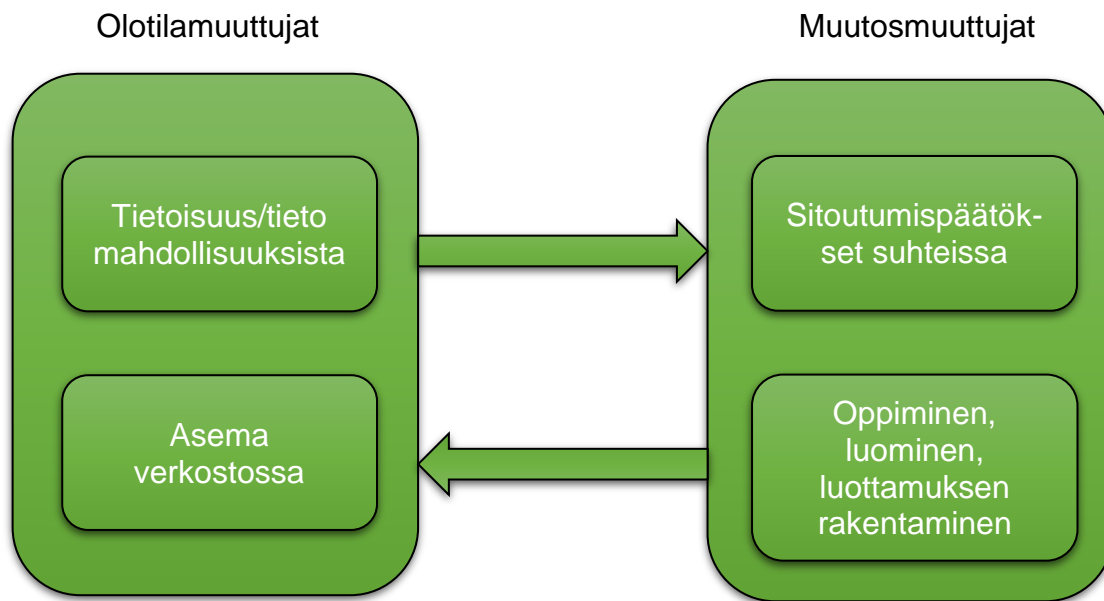 Olotilamuuttujat
Muutosmuuttujat
Tietoisuus/tieto
mahdollisuuksista
Sitoutumispäätök-
set suhteissa
Asema
verkostossa
Oppiminen,
luominen,
luottamuksen
rakentaminen